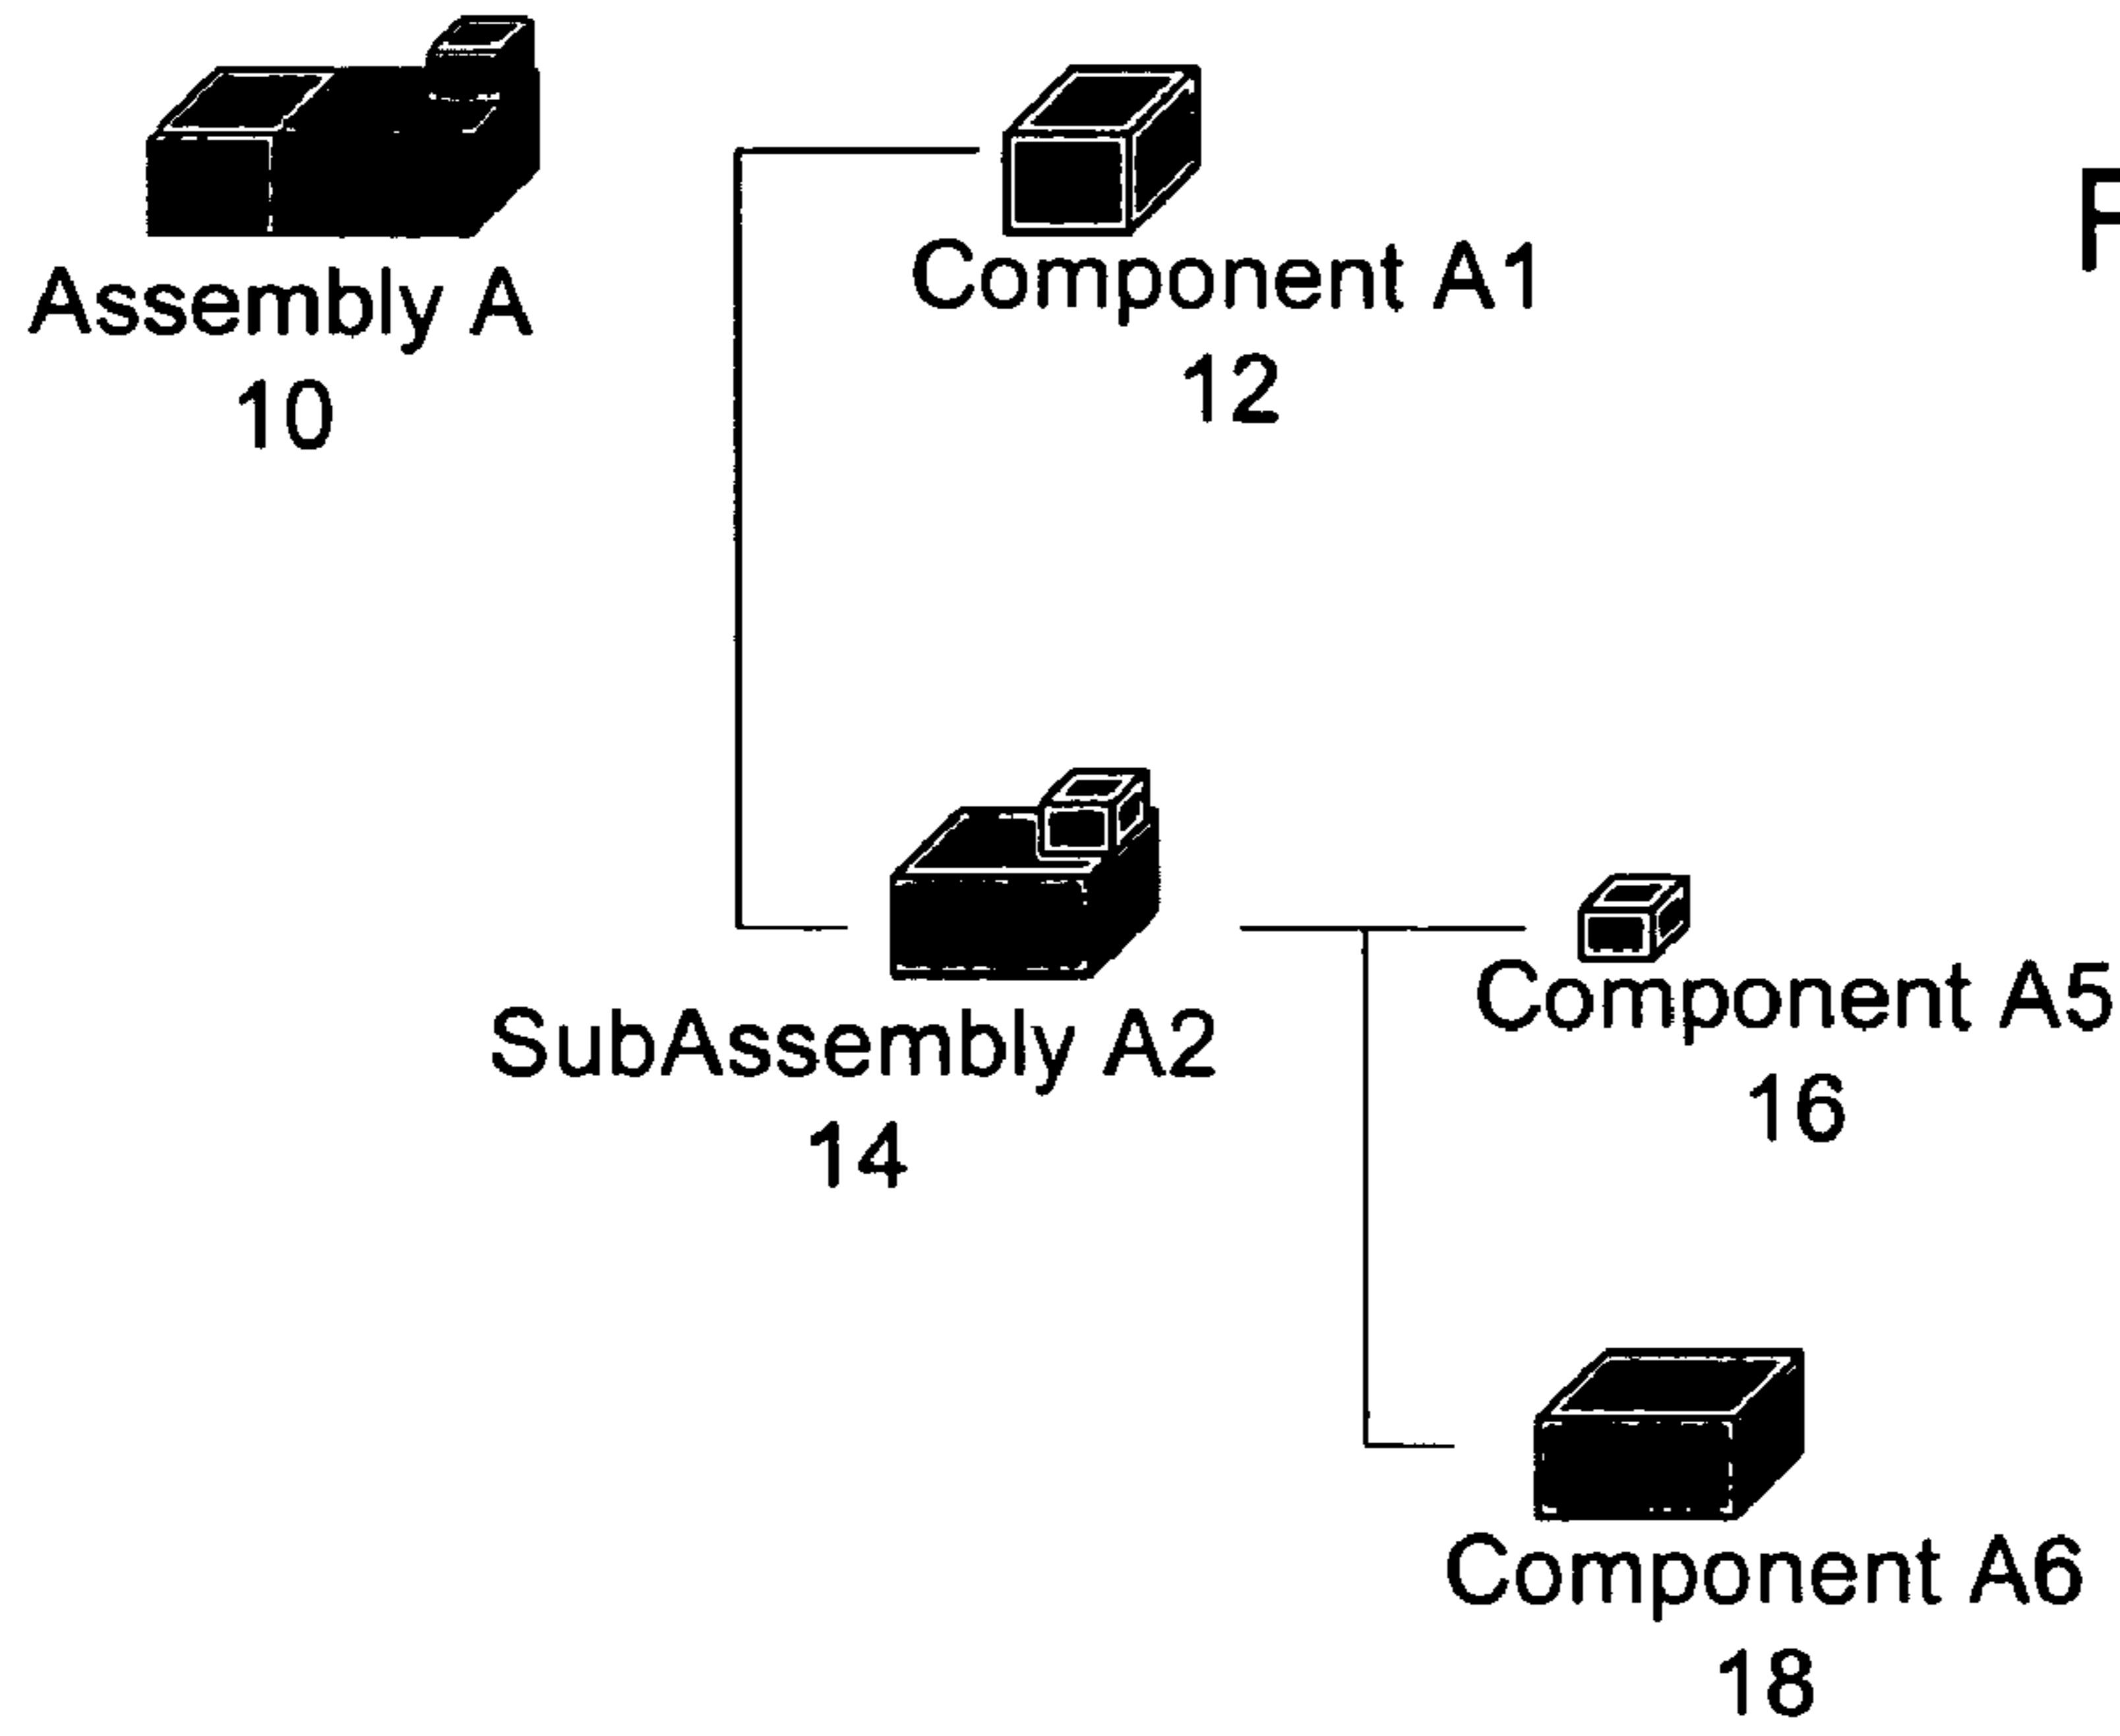 Assembly A
10
Component A1
12
SubAssembly A2
14
Component A5
16
Component A6
18